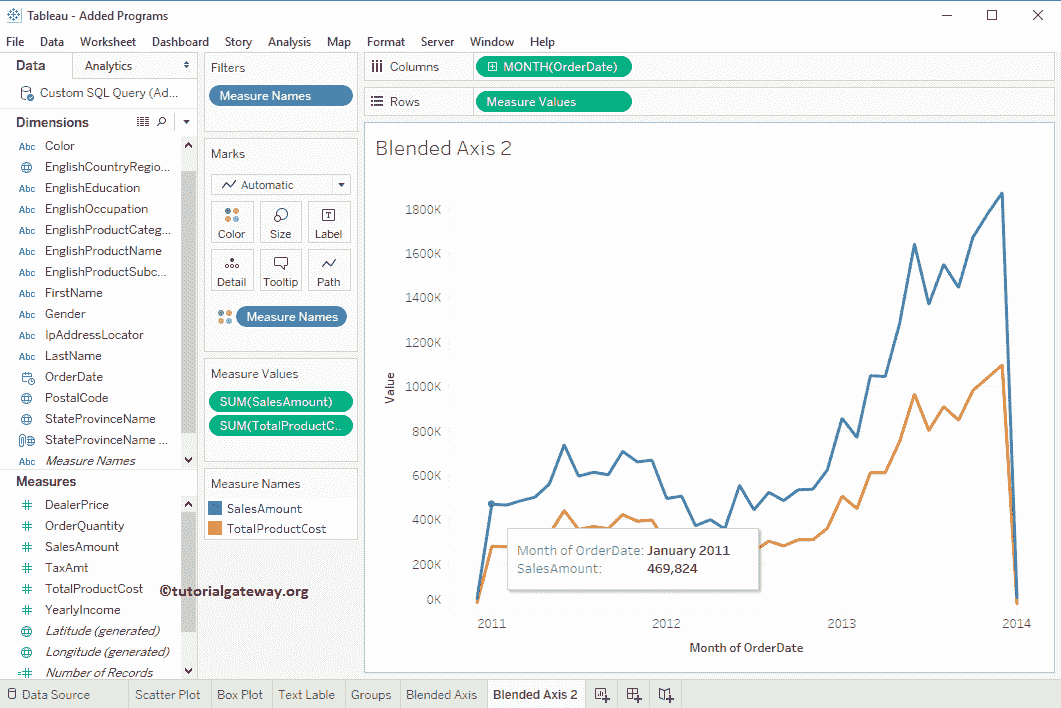 Tableau - Added Programs
File Data Worksheet Dashboard Story Analysis Map Format Server Window Help
Data Analytics
Custom SQL Query (Ad...
Dimensions
Abc Color
EnglishCountryRegio...
Abc EnglishEducation
Abc EnglishOccupation
Abc EnglishProductCateg...
Abc EnglishProductName
Abc EnglishProductSubc...
Abc FirstName
Abc Gender
Abc IpAddressLocator
Abc LastName
OrderDate
PostalCode
StateProvinceName
StateProvinceName ...
Abc Measure Names
Measures
DealerPrice
OrderQuantity
SalesAmount
TaxAmt
TotalProductCost
YearlyIncome
Latitude (generated)
Longitude (generated)
Number of Records
Filters
Measure Names
Marks
Automatic
Color Size Label
Detail Tooltip Path
Measure Names
Measure Values
SUM(SalesAmount)
SUM(TotalProductC..
Measure Names
SalesAmount
TotalProductCost
©tutorialgateway.org
Columns MONTH(OrderDate)
Rows Measure Values
Blended Axis 2
1800K
1600K
1400K
1200K
1000K
800K
600K
400K
200K
0K
Value
Month of OrderDate: January 2011
SalesAmount: 469,824
2011 2012 2013 2014
Month of OrderDate
Data Source Scatter Plot Box Plot Text Lable Groups Blended Axis Blended Axis 2